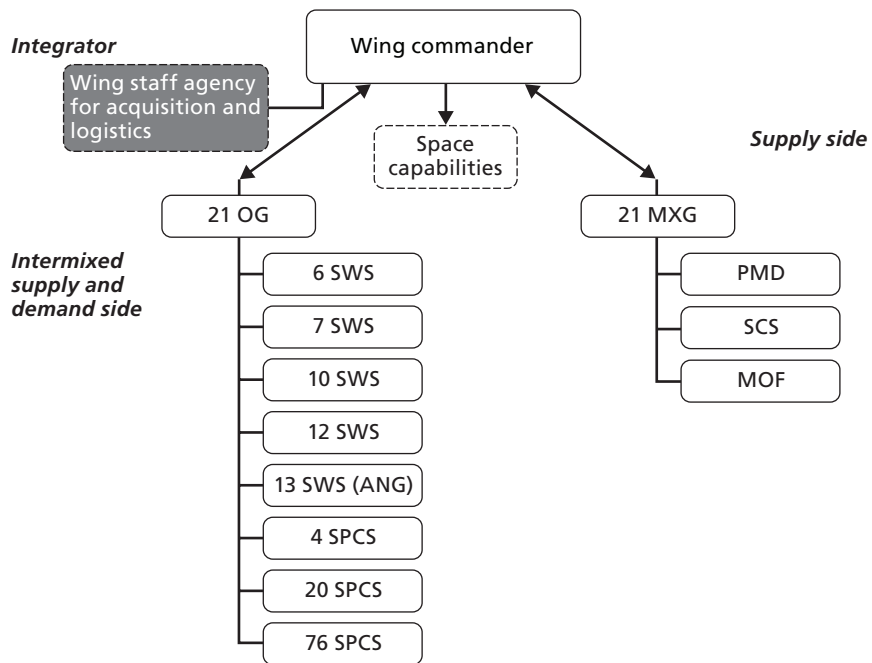 Integrator
Wing commander
Wing staff agency
for acquisition and
logistics
Space
capabilities
Supply side
21 OG
21 MXG
Intermixed
supply and
demand side
6 SWS
7 SWS
10 SWS
12 SWS
13 SWS (ANG)
4 SPCS
20 SPCS
76 SPCS
PMD
SCS
MOF